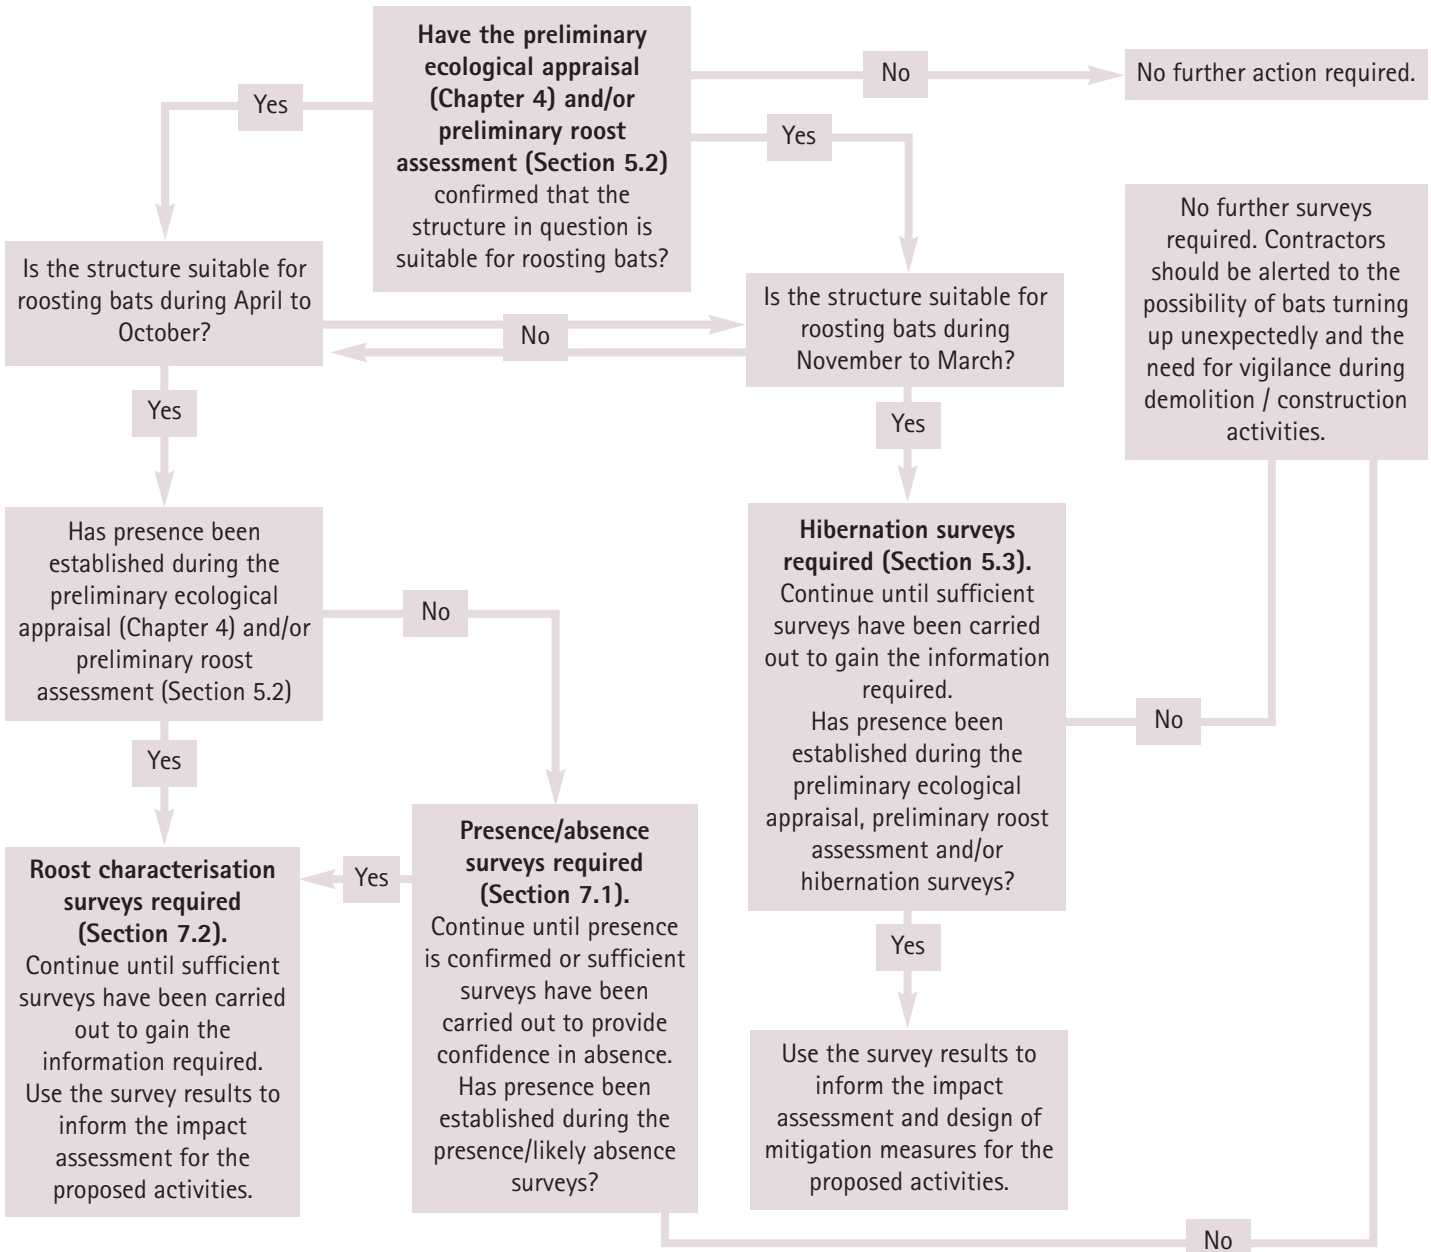 Have the preliminary
ecological appraisal
(Chapter 4) and/or
preliminary roost
assessment (Section 5.2)
confirmed that the
structure in question is
suitable for roosting bats?
No
No further action required.
Yes
Yes
Is the structure suitable for
roosting bats during April to
October?
No
Is the structure suitable for
roosting bats during
November to March?
No further surveys
required. Contractors
should be alerted to the
possibility of bats turning
up unexpectedly and the
need for vigilance during
demolition / construction
activities.
Yes
Yes
Has presence been
established during the
preliminary ecological
appraisal (Chapter 4) and/or
preliminary roost
assessment (Section 5.2)
No
Hibernation surveys
required (Section 5.3).
Continue until sufficient
surveys have been carried
out to gain the information
required.
Has presence been
established during the
preliminary ecological
appraisal, preliminary roost
assessment and/or
hibernation surveys?
No
Yes
Roost characterisation
surveys required
(Section 7.2).
Continue until sufficient
surveys have been carried
out to gain the
information required.
Use the survey results to
inform the impact
assessment for the
proposed activities.
Yes
Presence/absence
surveys required
(Section 7.1).
Continue until presence
is confirmed or sufficient
surveys have been
carried out to provide
confidence in absence.
Has presence been
established during the
presence/likely absence
surveys?
Yes
Use the survey results to
inform the impact
assessment and design of
mitigation measures for the
proposed activities.
No